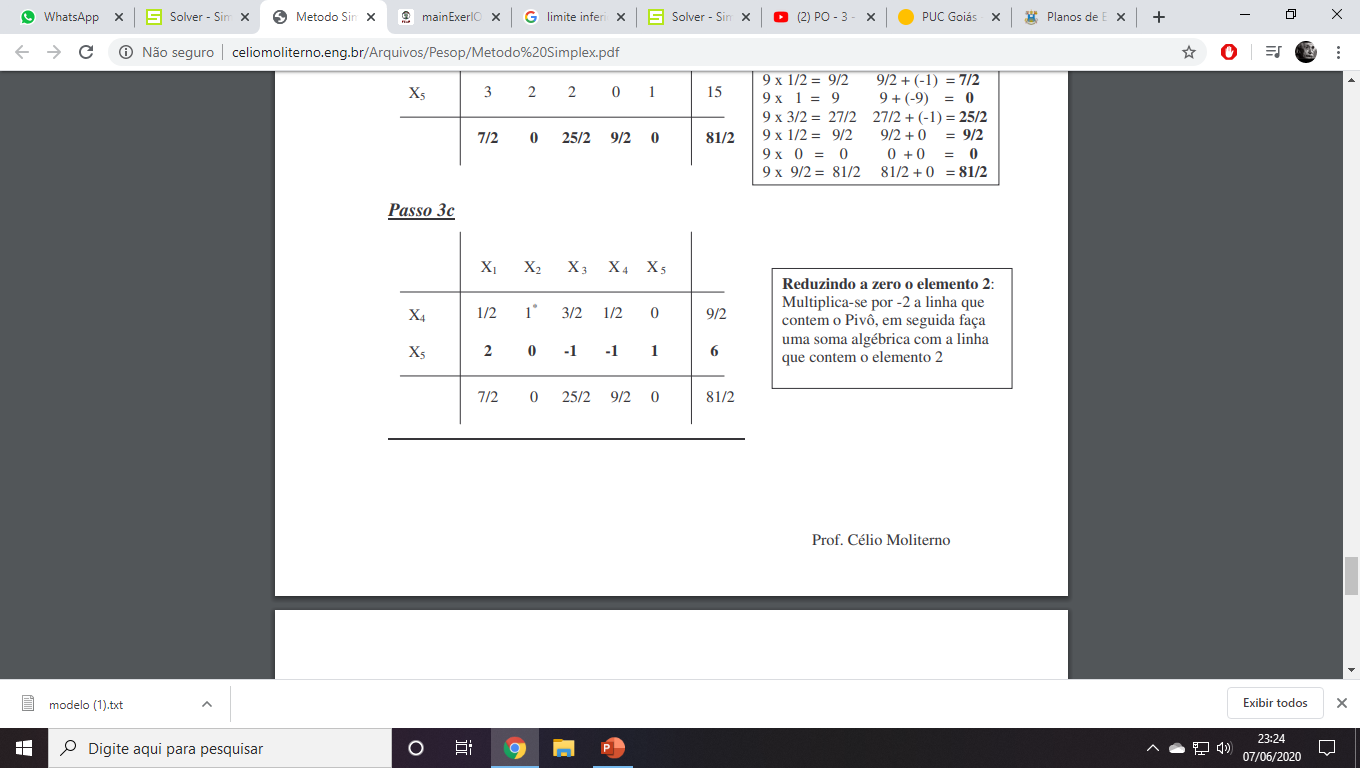 WhatsApp
Solver - Sim
Metodo Sim
mainExerIO
limite inferi
Solver - Sim
(2) PO - 3 -
PUC Goiás
Planos de E
Não seguro | celiomoliterno.eng.br/Arquivos/Pesop/Metodo%20Simplex.pdf
X5 3 2 2 0 1 15
7/2 0 25/2 9/2 0 81/2
9 x 1/2 = 9/2 9/2 + (-1) = 7/2
9 x 1 = 9 9 + (-9) = 0
9 x 3/2 = 27/2 27/2 + (-1) = 25/2
9 x 1/2 = 9/2 9/2 + 0 = 9/2
9 x 0 = 0 0 + 0 = 0
9 x 9/2 = 81/2 81/2 + 0 = 81/2
Passo 3c
X1 X2 X3 X4 X5
X4 1/2 1* 3/2 1/2 0 9/2
X5 2 0 -1 -1 1 6
7/2 0 25/2 9/2 0 81/2
Reduzindo a zero o elemento 2:
Multiplica-se por -2 a linha que
contem o Pivô, em seguida faça
uma soma algébrica com a linha
que contem o elemento 2
Prof. Célio Moliterno
modelo (1).txt
Exibir todos
Digite aqui para pesquisar
23:24
07/06/2020